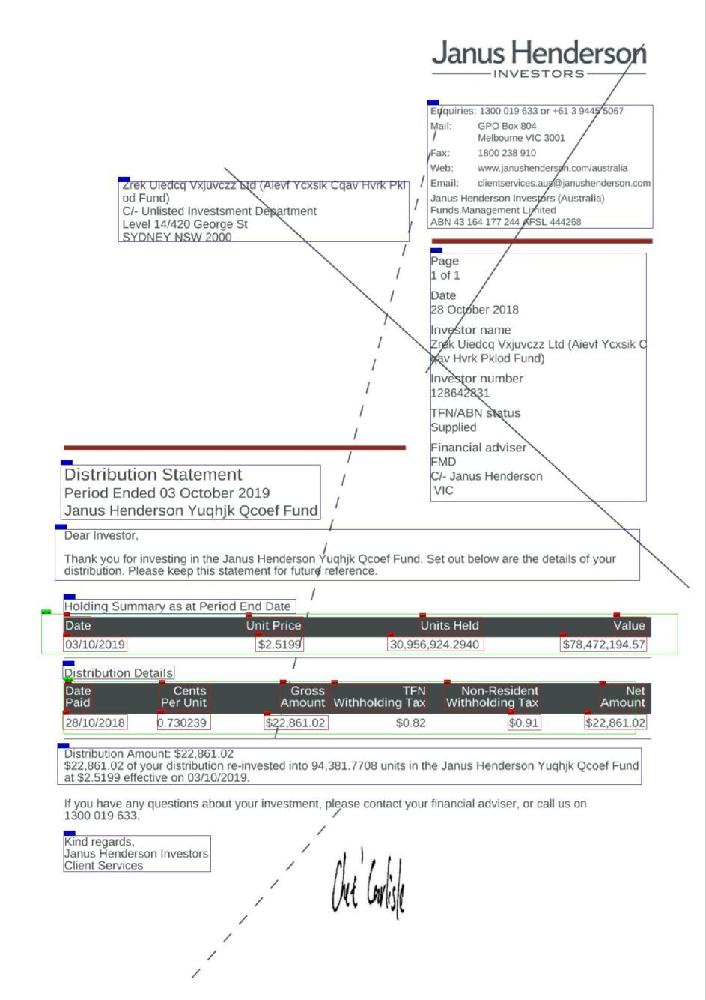 Janus Henderson
INVESTORS
Enquiries: 1300 019 633 or +61 3 9445 5067
Mail: GPO Box 804
Melbourne VIC 3001
Fax: 1800 238 910
Web: www.janushenderson.com/australia
Email: clientservices.aus@janushenderson.com
Janus Henderson Investors (Australia)
Funds Management Limited
ABN 43 164 177 244 AFSL 444268
Zrek Uiedcq Vxjuvczz Ltd (Aievf Ycxsik Cqav Hvrk Pkl
od Fund)
C/- Unlisted Investsment Department
Level 14/420 George St
SYDNEY NSW 2000
Page
1 of 1
Date
28 October 2018
Investor name
Zrek Uiedcq Vxjuvczz Ltd (Aievf Ycxsik C
qav Hvrk Pklod Fund)
Investor number
128642831
TFN/ABN status
Supplied
Financial adviser
FMD
C/- Janus Henderson
VIC
Distribution Statement
Period Ended 03 October 2019
Janus Henderson Yuqhjk Qcoef Fund
Dear Investor,
Thank you for investing in the Janus Henderson Yuqhjk Qcoef Fund. Set out below are the details of your
distribution. Please keep this statement for future reference.
Holding Summary as at Period End Date
Date Unit Price Units Held Value
03/10/2019 $2.5199 30,956,924.2940 $78,472,194.57
Distribution Details
Date Cents Gross TFN Non-Resident Net
Paid Per Unit Amount Withholding Tax Withholding Tax Amount
28/10/2018 0.730239 $22,861.02 $0.82 $0.91 $22,861.02
Distribution Amount: $22,861.02
$22,861.02 of your distribution re-invested into 94,381.7708 units in the Janus Henderson Yuqhjk Qcoef Fund
at $2.5199 effective on 03/10/2019.
If you have any questions about your investment, please contact your financial adviser, or call us on
1300 019 633.
Kind regards,
Janus Henderson Investors
Client Services